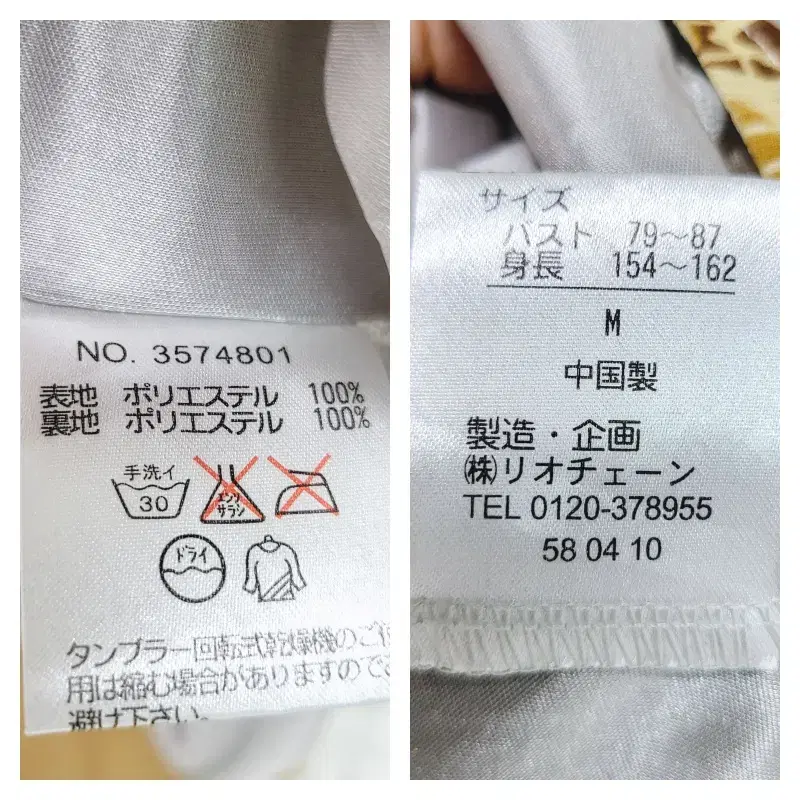 NO. 3574801
表地 ポリエステル 100%
裏地 ポリエステル 100%
手洗イ
30
エンソ
サラシ
ドライ
タンブラー回転式乾燥機のご使
用は縮む場合がありますのでお
避け下さい。
サイズ
バスト 79〜87
身長 154〜162
M
中国製
製造・企画
㈱リオチェーン
TEL 0120-378955
58 04 10